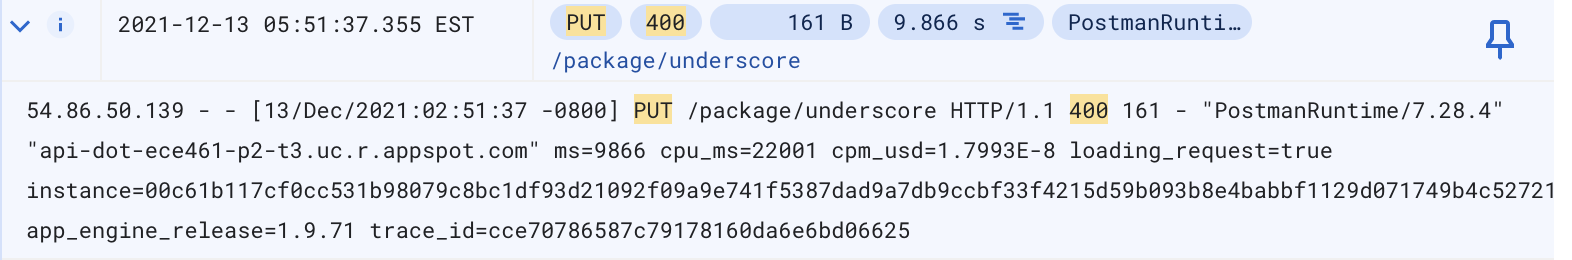 2021-12-13 05:51:37.355 EST PUT 400 161 B 9.866 s PostmanRunti…
/package/underscore
54.86.50.139 - - [13/Dec/2021:02:51:37 -0800] PUT /package/underscore HTTP/1.1 400 161 - "PostmanRuntime/7.28.4"
"api-dot-ece461-p2-t3.uc.r.appspot.com" ms=9866 cpu_ms=22001 cpm_usd=1.7993E-8 loading_request=true
instance=00c61b117cf0cc531b98079c8bc1df93d21092f09a9e741f5387dad9a7db9ccbf33f4215d59b093b8e4babbf1129d071749b4c52721
app_engine_release=1.9.71 trace_id=cce70786587c79178160da6e6bd06625